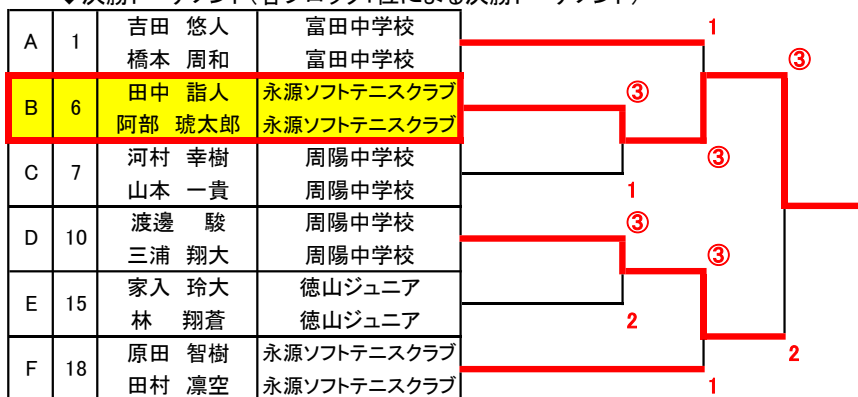 ◆決勝トーナメント(各ブロック1位による決勝トーナメント)
A 1 吉田 悠人 富田中学校 1
橋本 周和 富田中学校 ③
B 6 田中 詣人 永源ソフトテニスクラブ ③
阿部 琥太郎 永源ソフトテニスクラブ
C 7 河村 幸樹 周陽中学校 ③
山本 一貴 周陽中学校 1
D 10 渡邊 駿 周陽中学校 ③
三浦 翔大 周陽中学校 ③
E 15 家入 玲大 徳山ジュニア
林 翔蒼 徳山ジュニア 2
F 18 原田 智樹 永源ソフトテニスクラブ 2
田村 凛空 永源ソフトテニスクラブ 1